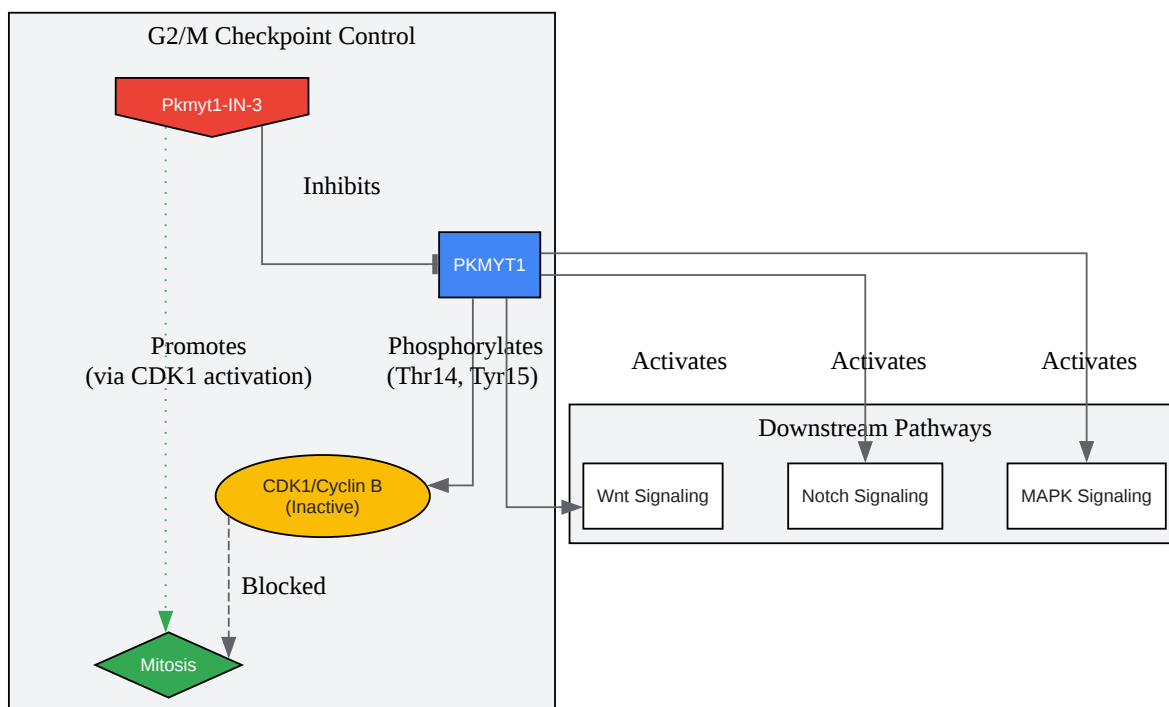 G2/M Checkpoint Control
Pkmyt1-IN-3
Inhibits
PKMYT1
Promotes
(via CDK1 activation)
Phosphorylates
(Thr14, Tyr15)
Activates
Activates
Activates
Downstream Pathways
CDK1/Cyclin B
(Inactive)
Wnt Signaling
Notch Signaling
MAPK Signaling
Blocked
Mitosis